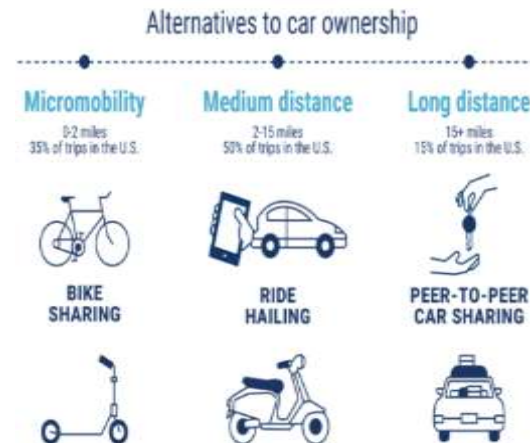 Alternatives to car ownership
Micromobility
0-2 miles
35% of trips in the U.S.
Medium distance
2-15 miles
50% of trips in the U.S.
Long distance
15+ miles
15% of trips in the U.S.
BIKE
SHARING
RIDE
HAILING
PEER-TO-PEER
CAR SHARING